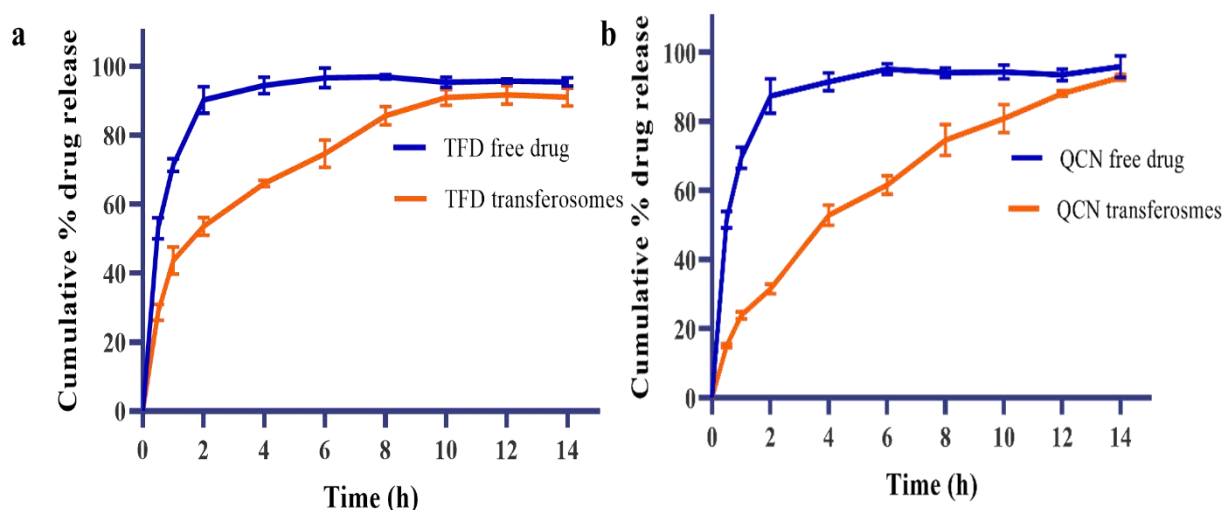 a
Cumulative % drug release
100
80
60
40
20
0
0 2 4 6 8 10 12 14
Time (h)
TFD free drug
TFD transferosomes
b
Cumulative % drug release
100
80
60
40
20
0
0 2 4 6 8 10 12 14
Time (h)
QCN free drug
QCN transferosmes